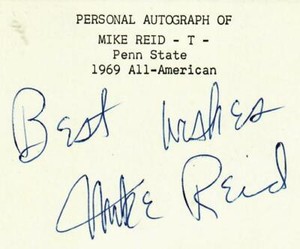 PERSONAL AUTOGRAPH OF
MIKE REID - T -
Penn State
1969 All-American
Best Wishes
Mike Reid